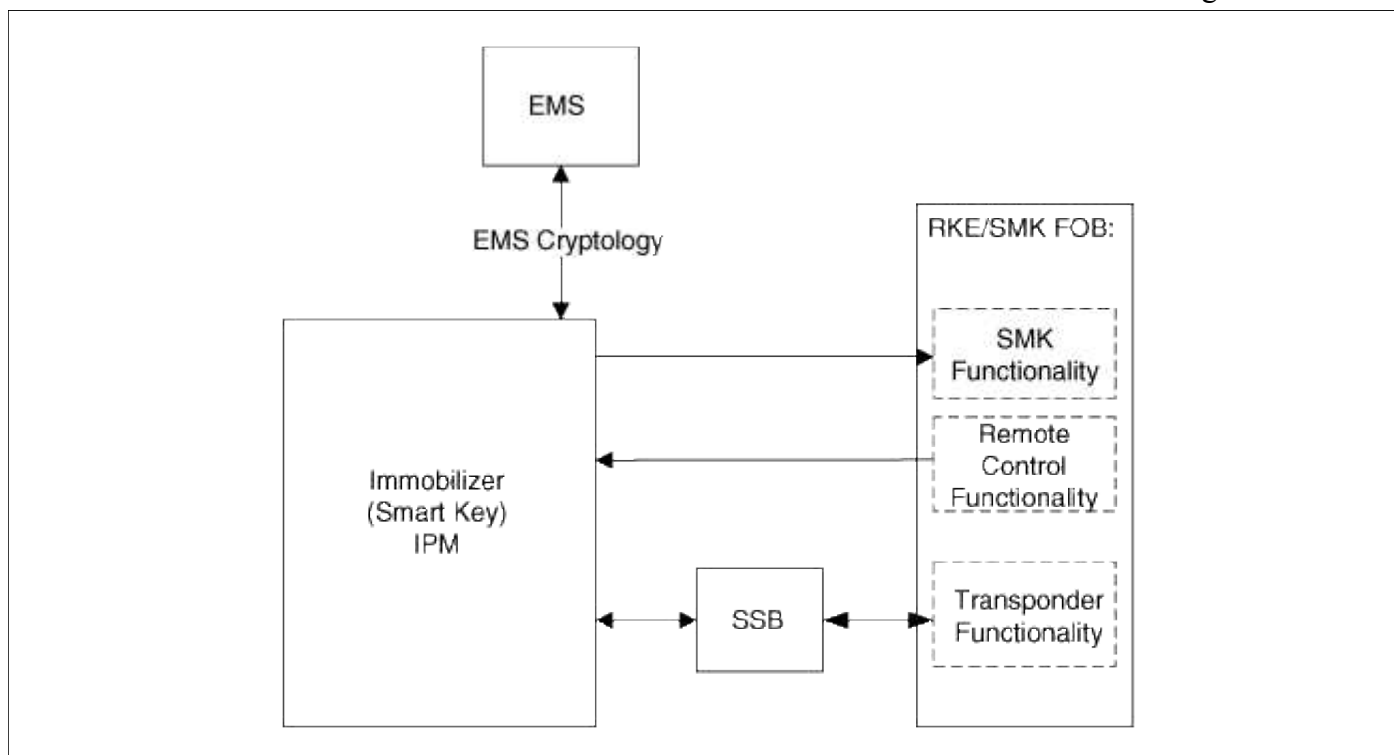 EMS
EMS Cryptology
RKE/SMK FOB:
SMK
Functionality
Remote
Control
Functionality
Immobilizer
(Smart Key)
IPM
SSB
Transponder
Functionality